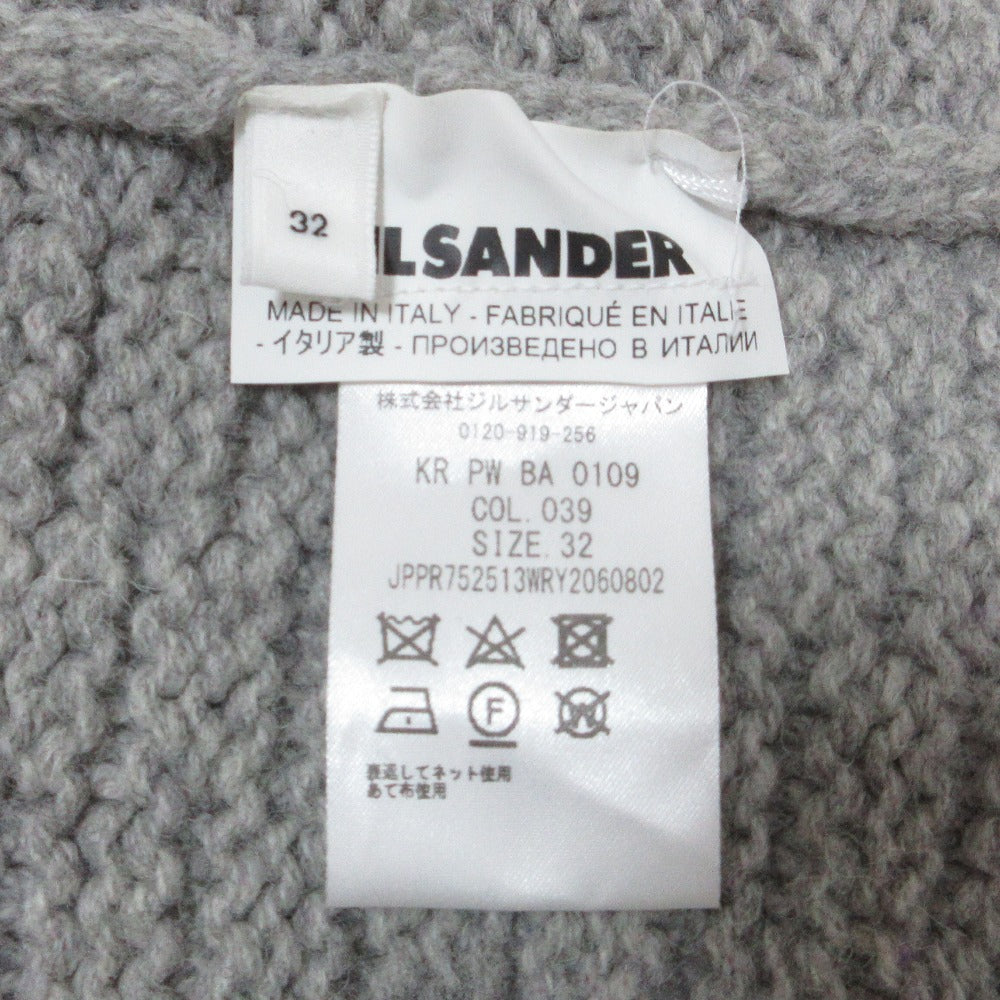 32
ILSANDER
MADE IN ITALY - FABRIQUÉ EN ITALIE
- イタリア製 - ПРОИЗВЕДЕНО В ИТАЛИИ
株式会社ジルサンダージャパン
0120-919-256
KR PW BA 0109
COL. 039
SIZE. 32
JPPR752513WRY2060802
F
W
裏返してネット使用
あて布使用